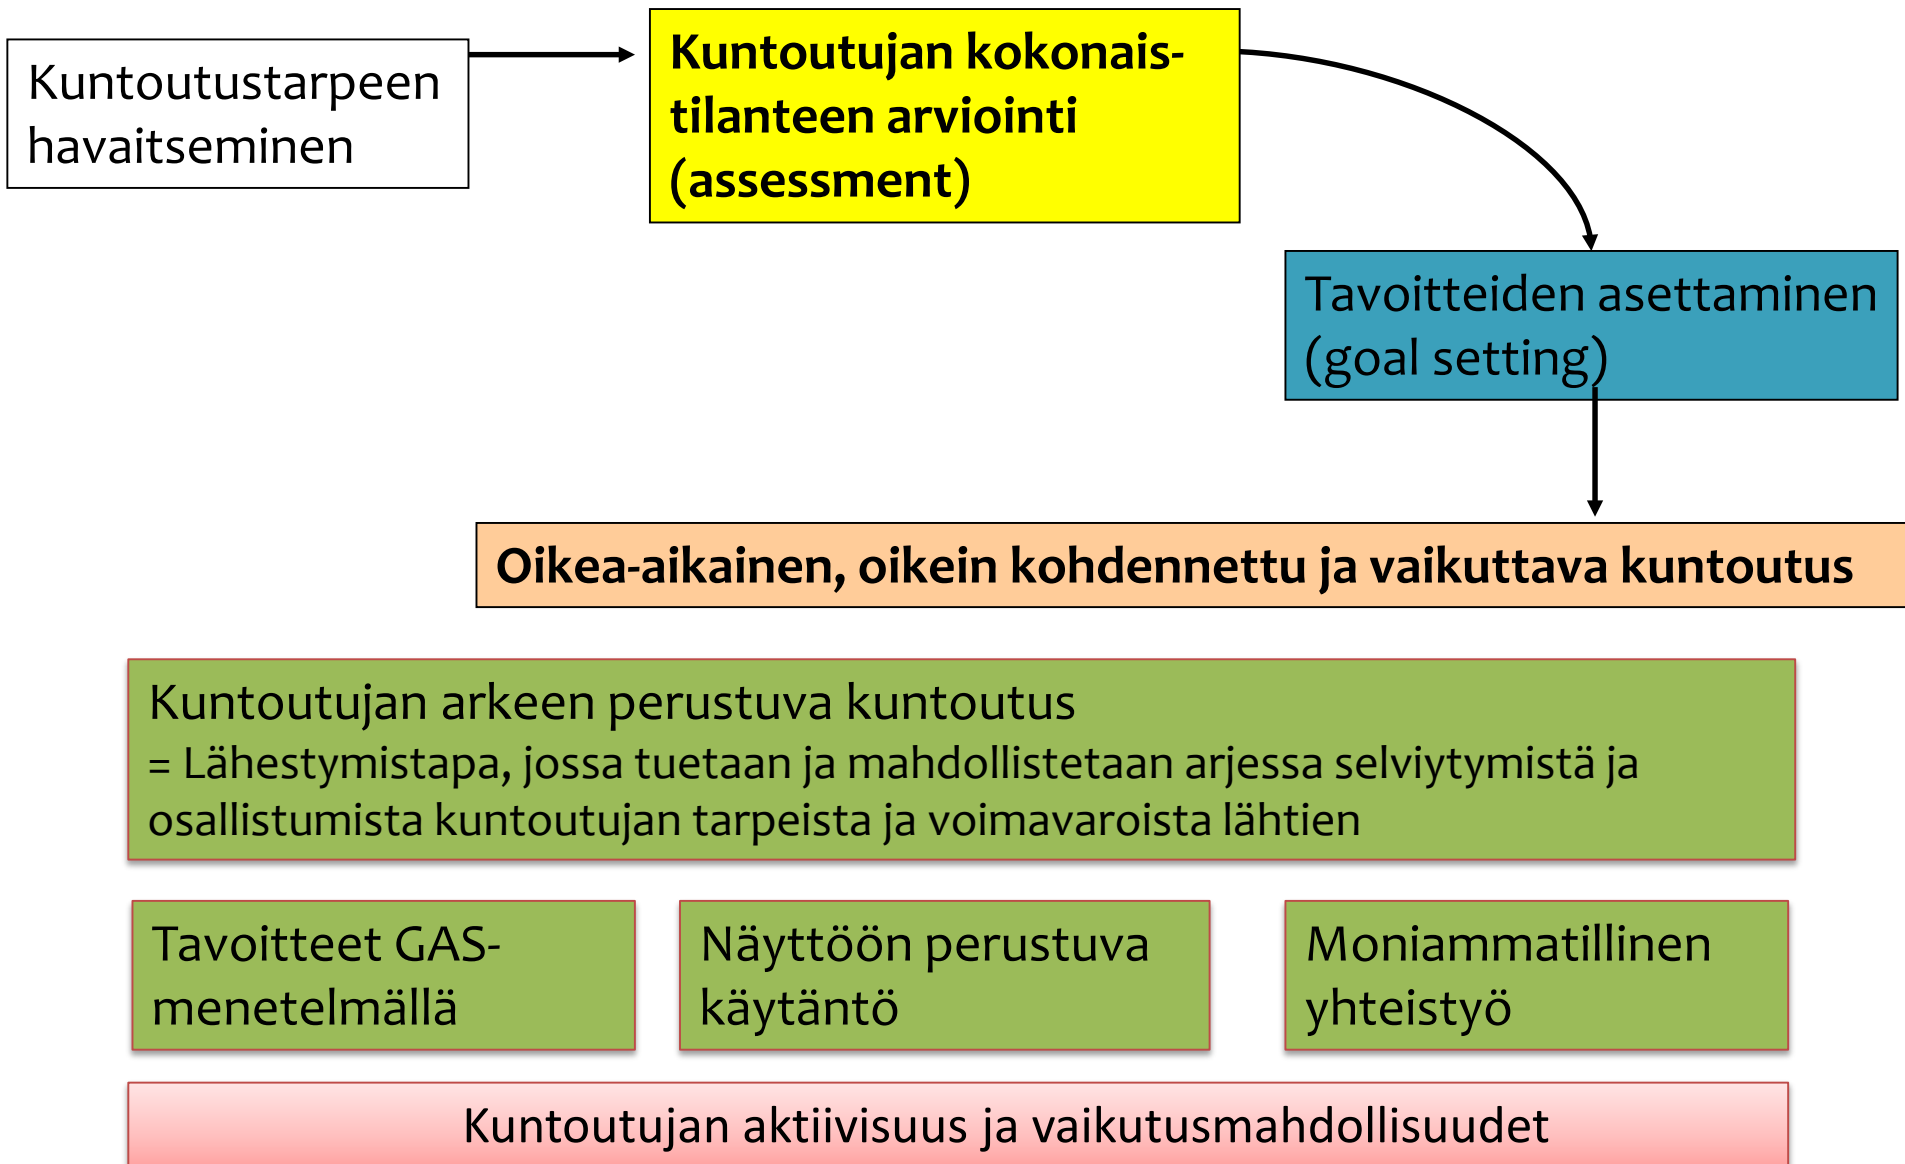 Kuntoutustarpeen
havaitseminen
Kuntoutujan kokonais-
tilanteen arviointi
(assessment)
Tavoitteiden asettaminen
(goal setting)
Oikea-aikainen, oikein kohdennettu ja vaikuttava kuntoutus
Kuntoutujan arkeen perustuva kuntoutus
= Lähestymistapa, jossa tuetaan ja mahdollistetaan arjessa selviytymistä ja
osallistumista kuntoutujan tarpeista ja voimavaroista lähtien
Tavoitteet GAS-
menetelmällä
Näyttöön perustuva
käytäntö
Moniammatillinen
yhteistyö
Kuntoutujan aktiivisuus ja vaikutusmahdollisuudet